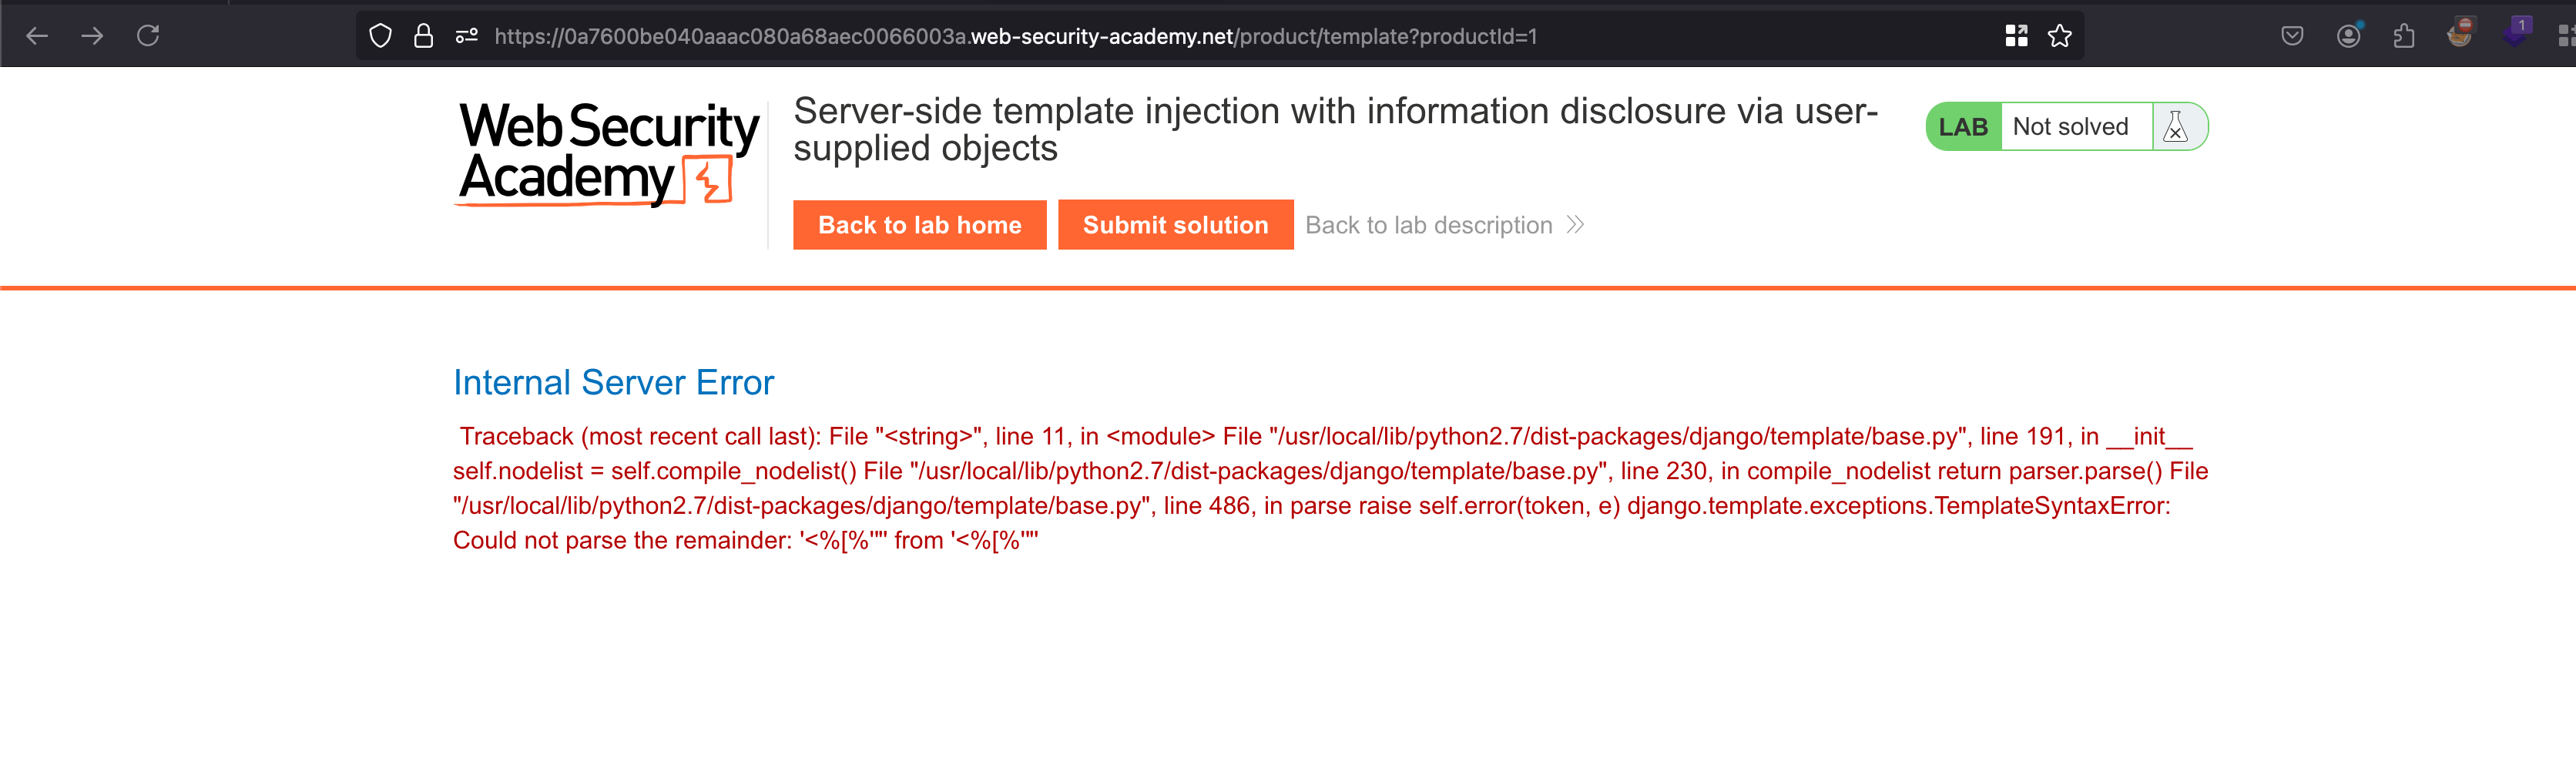 https://0a7600be040aaac080a68aec0066003a.web-security-academy.net/product/template?productId=1
1
Web Security
Academy
Server-side template injection with information disclosure via user-
supplied objects
LAB Not solved
Back to lab home Submit solution Back to lab description
Internal Server Error
Traceback (most recent call last): File "<string>", line 11, in <module> File "/usr/local/lib/python2.7/dist-packages/django/template/base.py", line 191, in __init__
self.nodelist = self.compile_nodelist() File "/usr/local/lib/python2.7/dist-packages/django/template/base.py", line 230, in compile_nodelist return parser.parse() File
"/usr/local/lib/python2.7/dist-packages/django/template/base.py", line 486, in parse raise self.error(token, e) django.template.exceptions.TemplateSyntaxError:
Could not parse the remainder: '<%[%'"' from '<%[%'"'